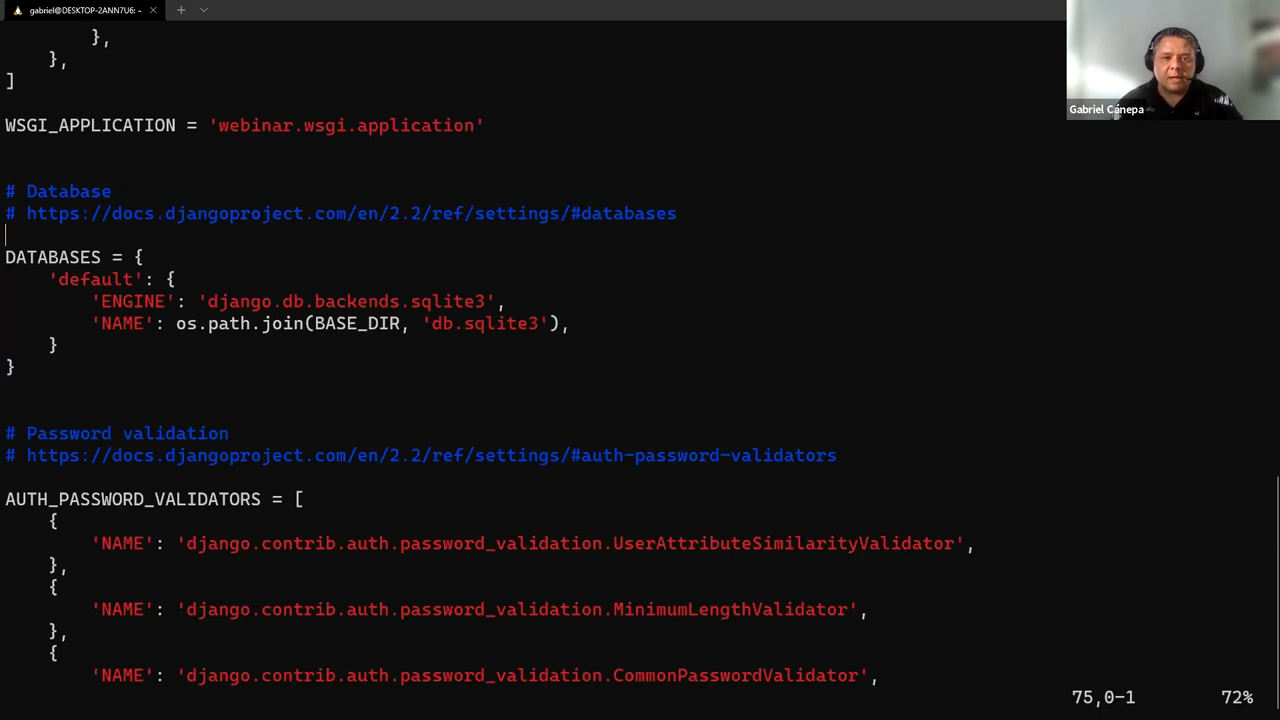 gabriel@DESKTOP-2ANN7U6: ~
        },
    },
]
WSGI_APPLICATION = 'webinar.wsgi.application'
# Database
# https://docs.djangoproject.com/en/2.2/ref/settings/#databases
DATABASES = {
    'default': {
        'ENGINE': 'django.db.backends.sqlite3',
        'NAME': os.path.join(BASE_DIR, 'db.sqlite3'),
    }
}
# Password validation
# https://docs.djangoproject.com/en/2.2/ref/settings/#auth-password-validators
AUTH_PASSWORD_VALIDATORS = [
    {
        'NAME': 'django.contrib.auth.password_validation.UserAttributeSimilarityValidator',
    },
    {
        'NAME': 'django.contrib.auth.password_validation.MinimumLengthValidator',
    },
    {
        'NAME': 'django.contrib.auth.password_validation.CommonPasswordValidator',
75,0-1 72%
Gabriel Cánepa